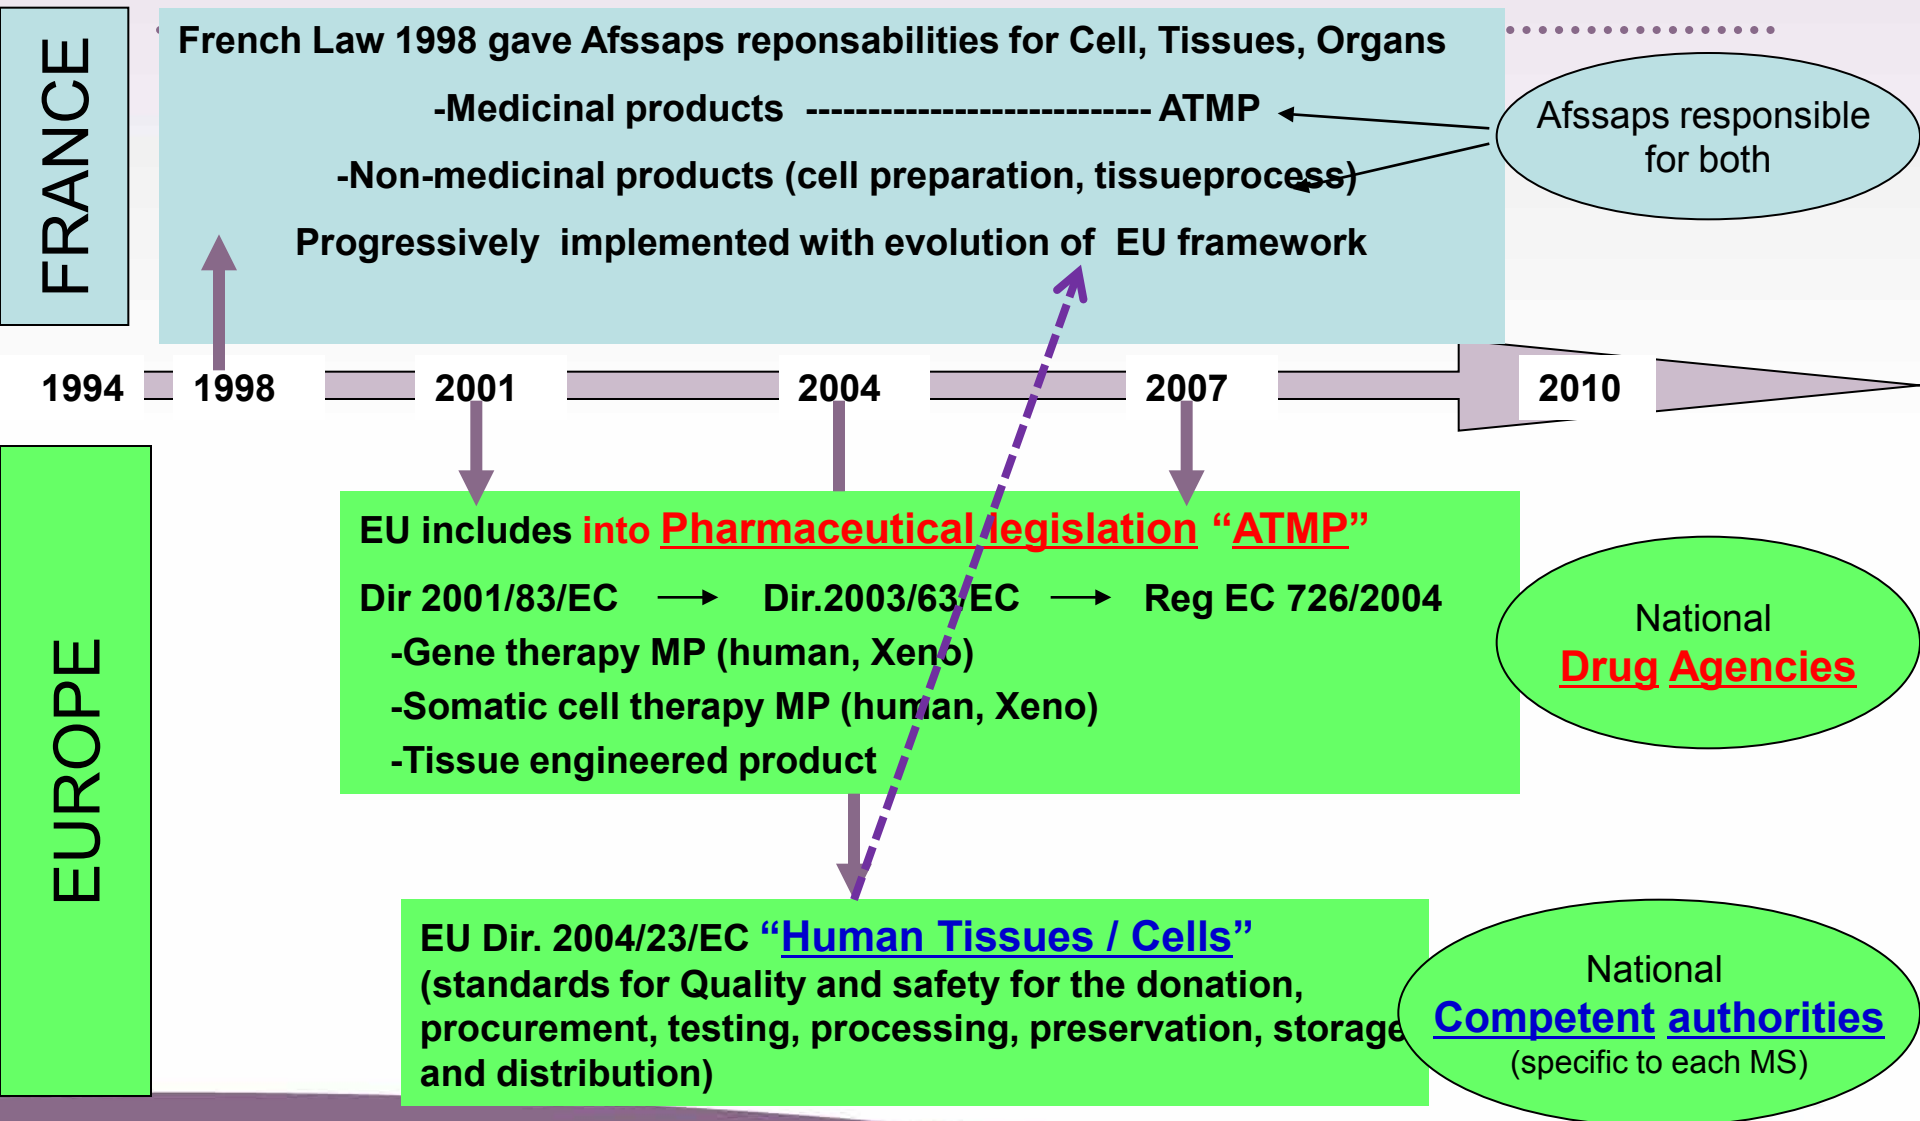 FRANCE
French Law 1998 gave Afssaps reponsabilities for Cell, Tissues, Organs
-Medicinal products ---------------------------- ATMP
-Non-medicinal products (cell preparation, tissueprocess)
Progressively implemented with evolution of EU framework
Afssaps responsible
for both
1994 1998 2001 2004 2007 2010
EUROPE
EU includes into Pharmaceutical legislation “ATMP”
Dir 2001/83/EC → Dir.2003/63/EC → Reg EC 726/2004
-Gene therapy MP (human, Xeno)
-Somatic cell therapy MP (human, Xeno)
-Tissue engineered product
National
Drug Agencies
EU Dir. 2004/23/EC “Human Tissues / Cells”
(standards for Quality and safety for the donation,
procurement, testing, processing, preservation, storage
and distribution)
National
Competent authorities
(specific to each MS)